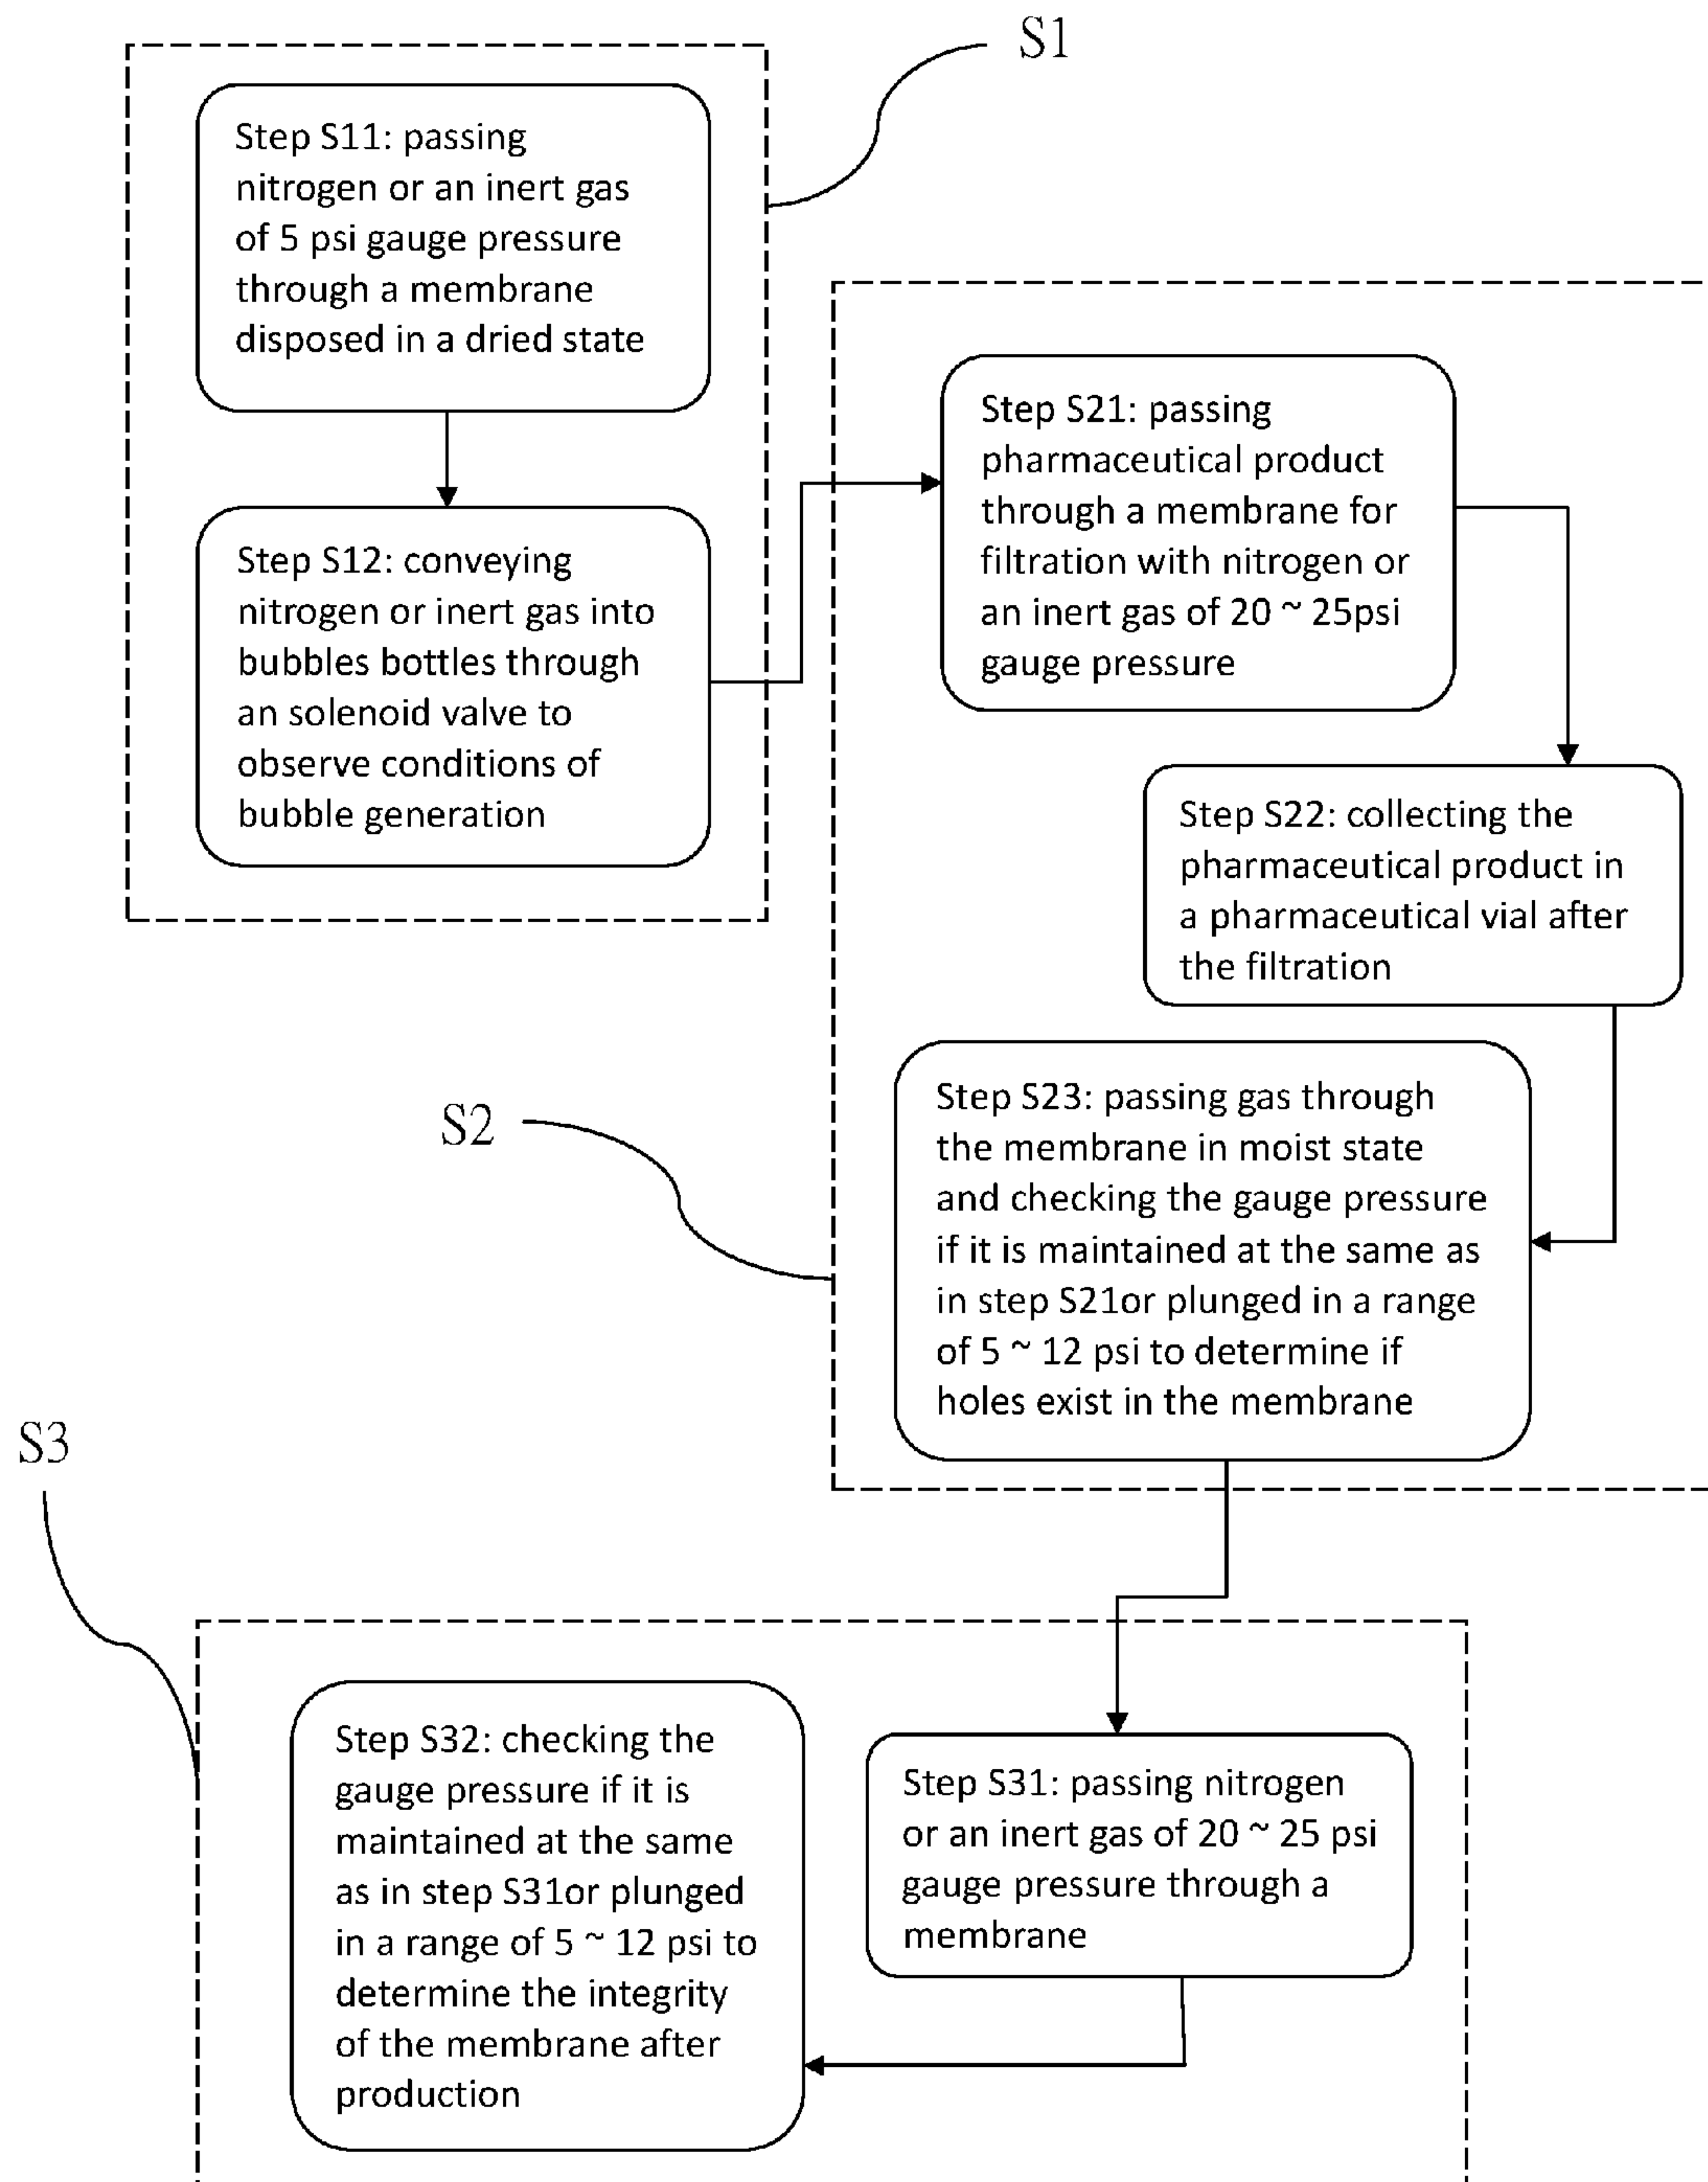 S1
Step S11: passing
nitrogen or an inert gas
of 5 psi gauge pressure
through a membrane
disposed in a dried state
Step S12: conveying
nitrogen or inert gas into
bubbles bottles through
an solenoid valve to
observe conditions of
bubble generation
Step S21: passing
pharmaceutical product
through a membrane for
filtration with nitrogen or
an inert gas of 20 ~ 25psi
gauge pressure
Step S22: collecting the
pharmaceutical product in
a pharmaceutical vial after
the filtration
S2
Step S23: passing gas through
the membrane in moist state
and checking the gauge pressure
if it is maintained at the same as
in step S21or plunged in a range
of 5 ~ 12 psi to determine if
holes exist in the membrane
S3
Step S31: passing nitrogen
or an inert gas of 20 ~ 25 psi
gauge pressure through a
membrane
Step S32: checking the
gauge pressure if it is
maintained at the same
as in step S31or plunged
in a range of 5 ~ 12 psi to
determine the integrity
of the membrane after
production